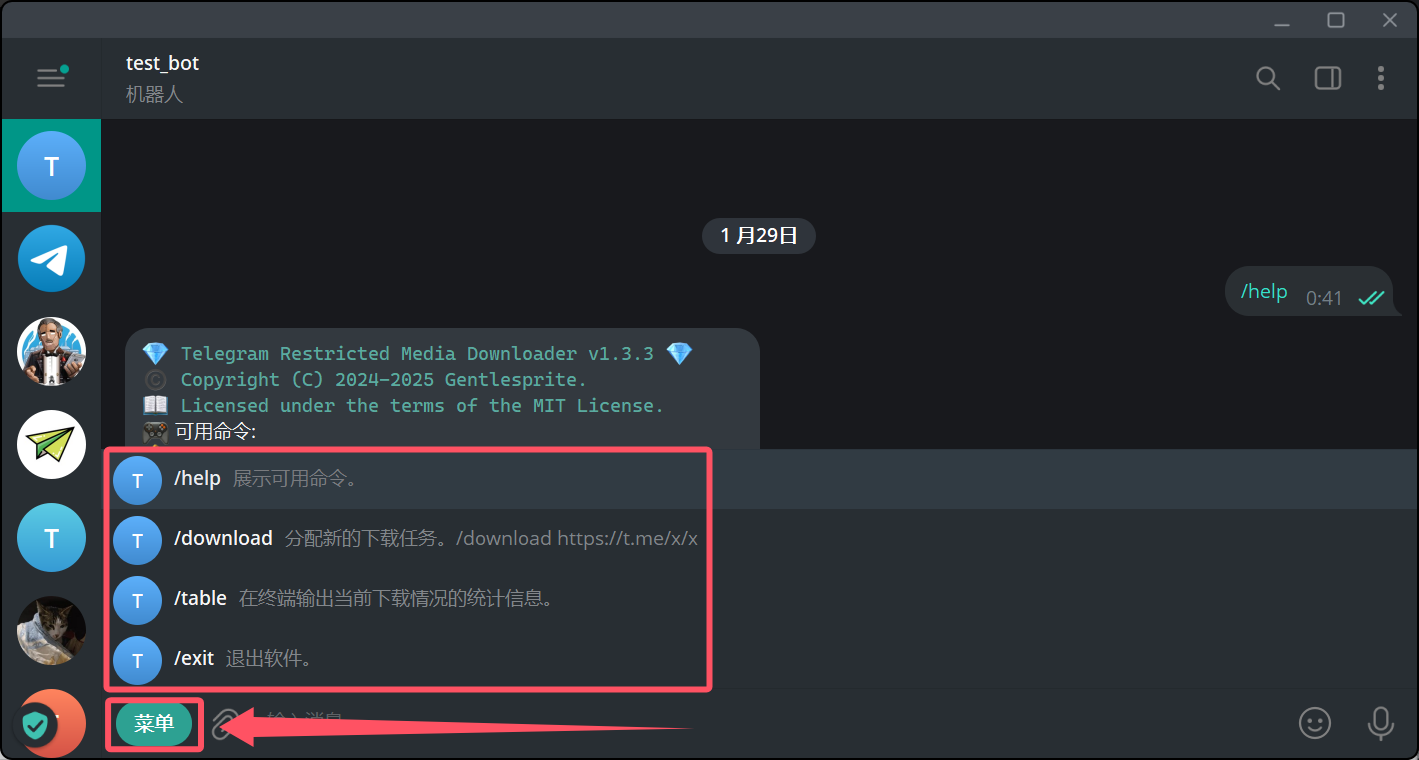 test_bot
机器人
T
1 月29日
/help 0:41
Telegram Restricted Media Downloader v1.3.3
© Copyright (C) 2024-2025 Gentlesprite.
Licensed under the terms of the MIT License.
可用命令:
T /help 展示可用命令。
T
T /download 分配新的下载任务。/download https://t.me/x/x
T /table 在终端输出当前下载情况的统计信息。
T /exit 退出软件。
菜单